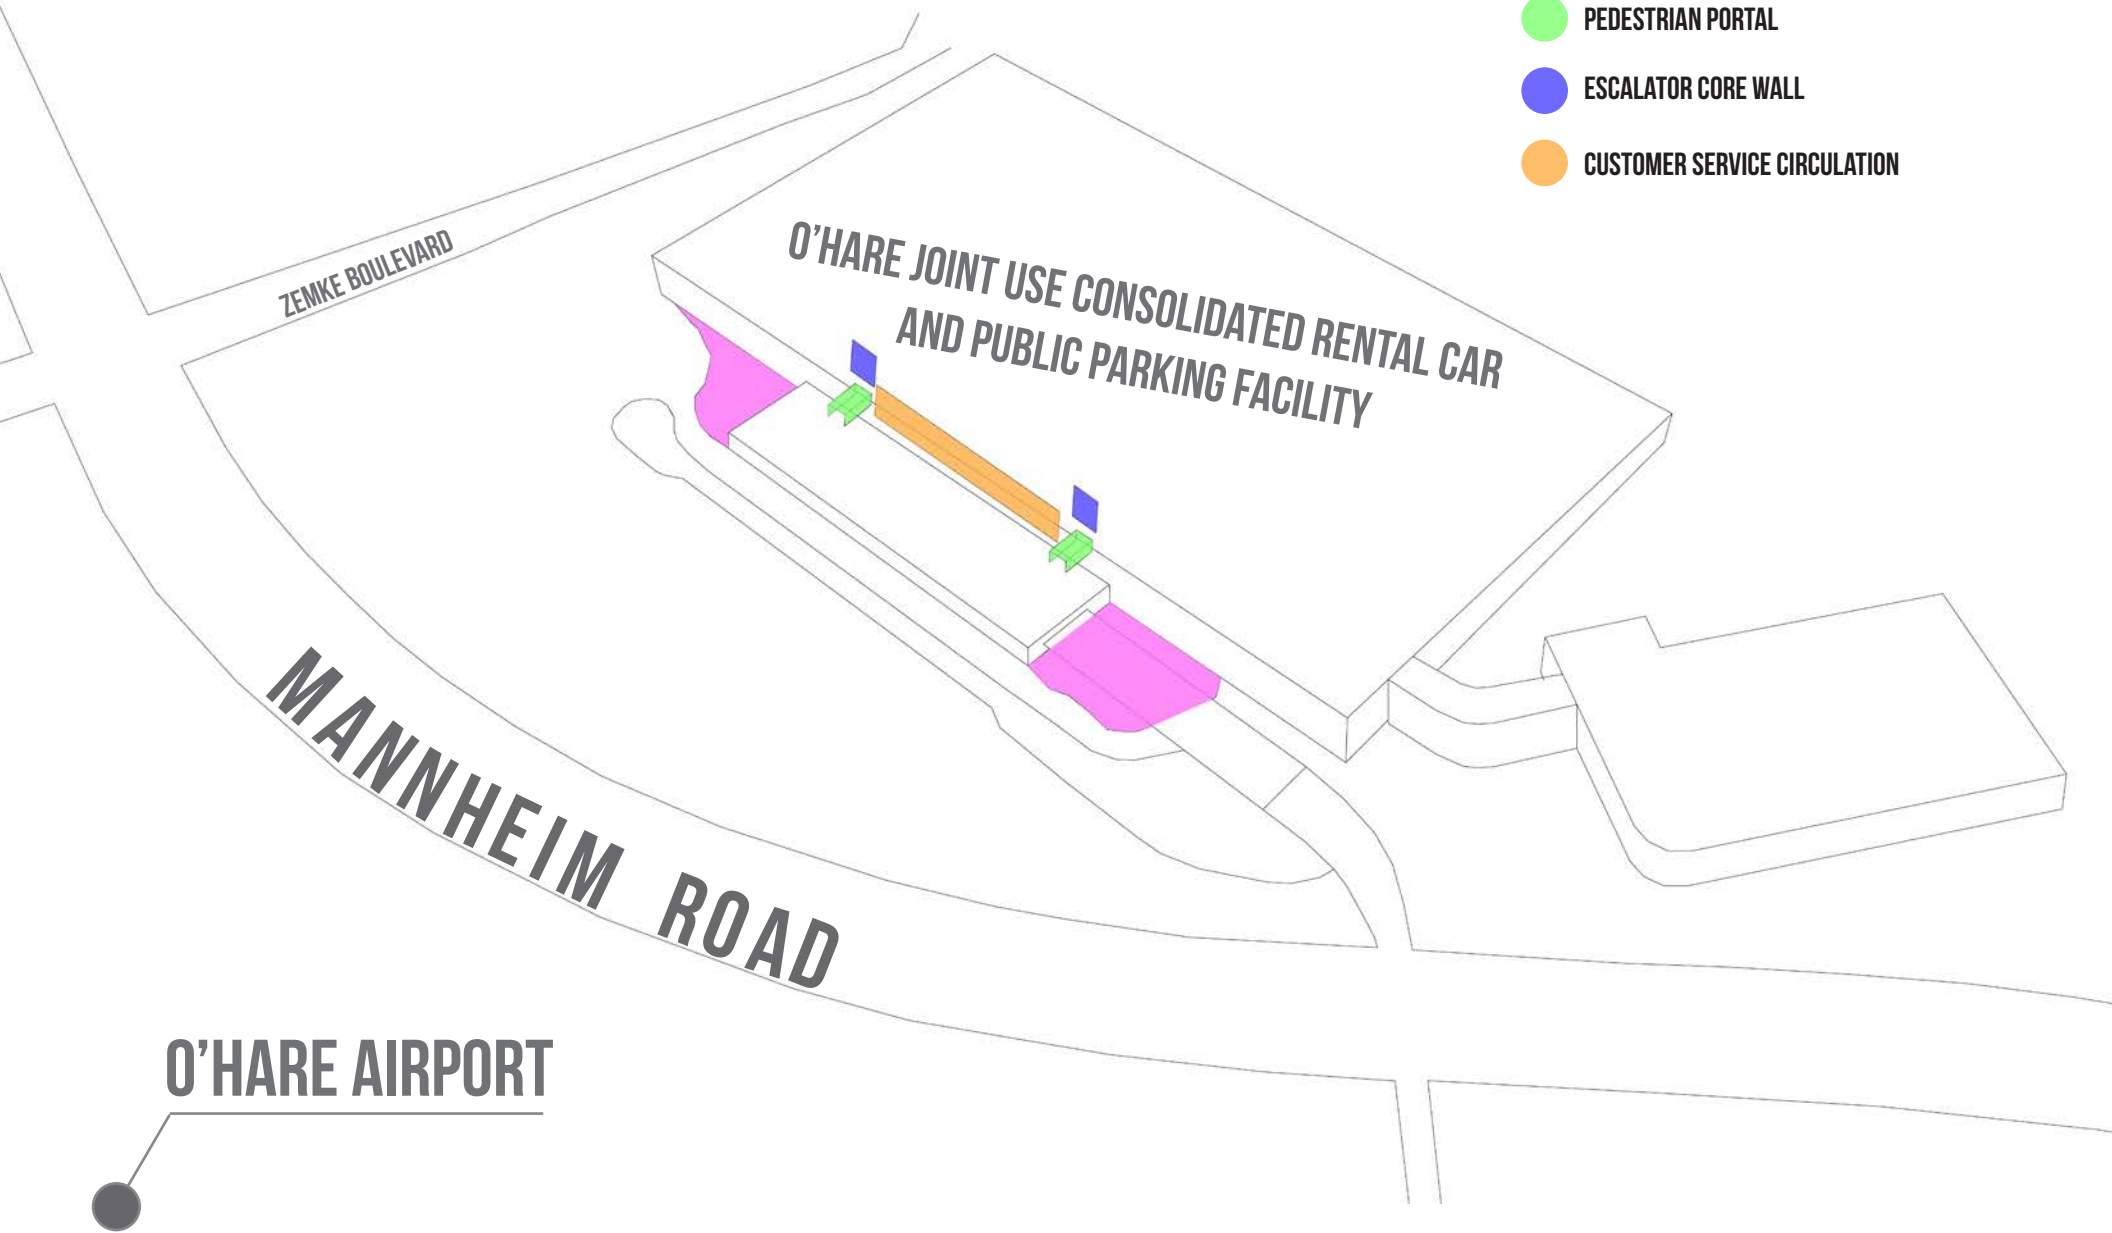 PEDESTRIAN PORTAL
ESCALATOR CORE WALL
CUSTOMER SERVICE CIRCULATION
ZEMKE BOULEVARD
O'HARE JOINT USE CONSOLIDATED RENTAL CAR
AND PUBLIC PARKING FACILITY
MANNHEIM ROAD
O'HARE AIRPORT